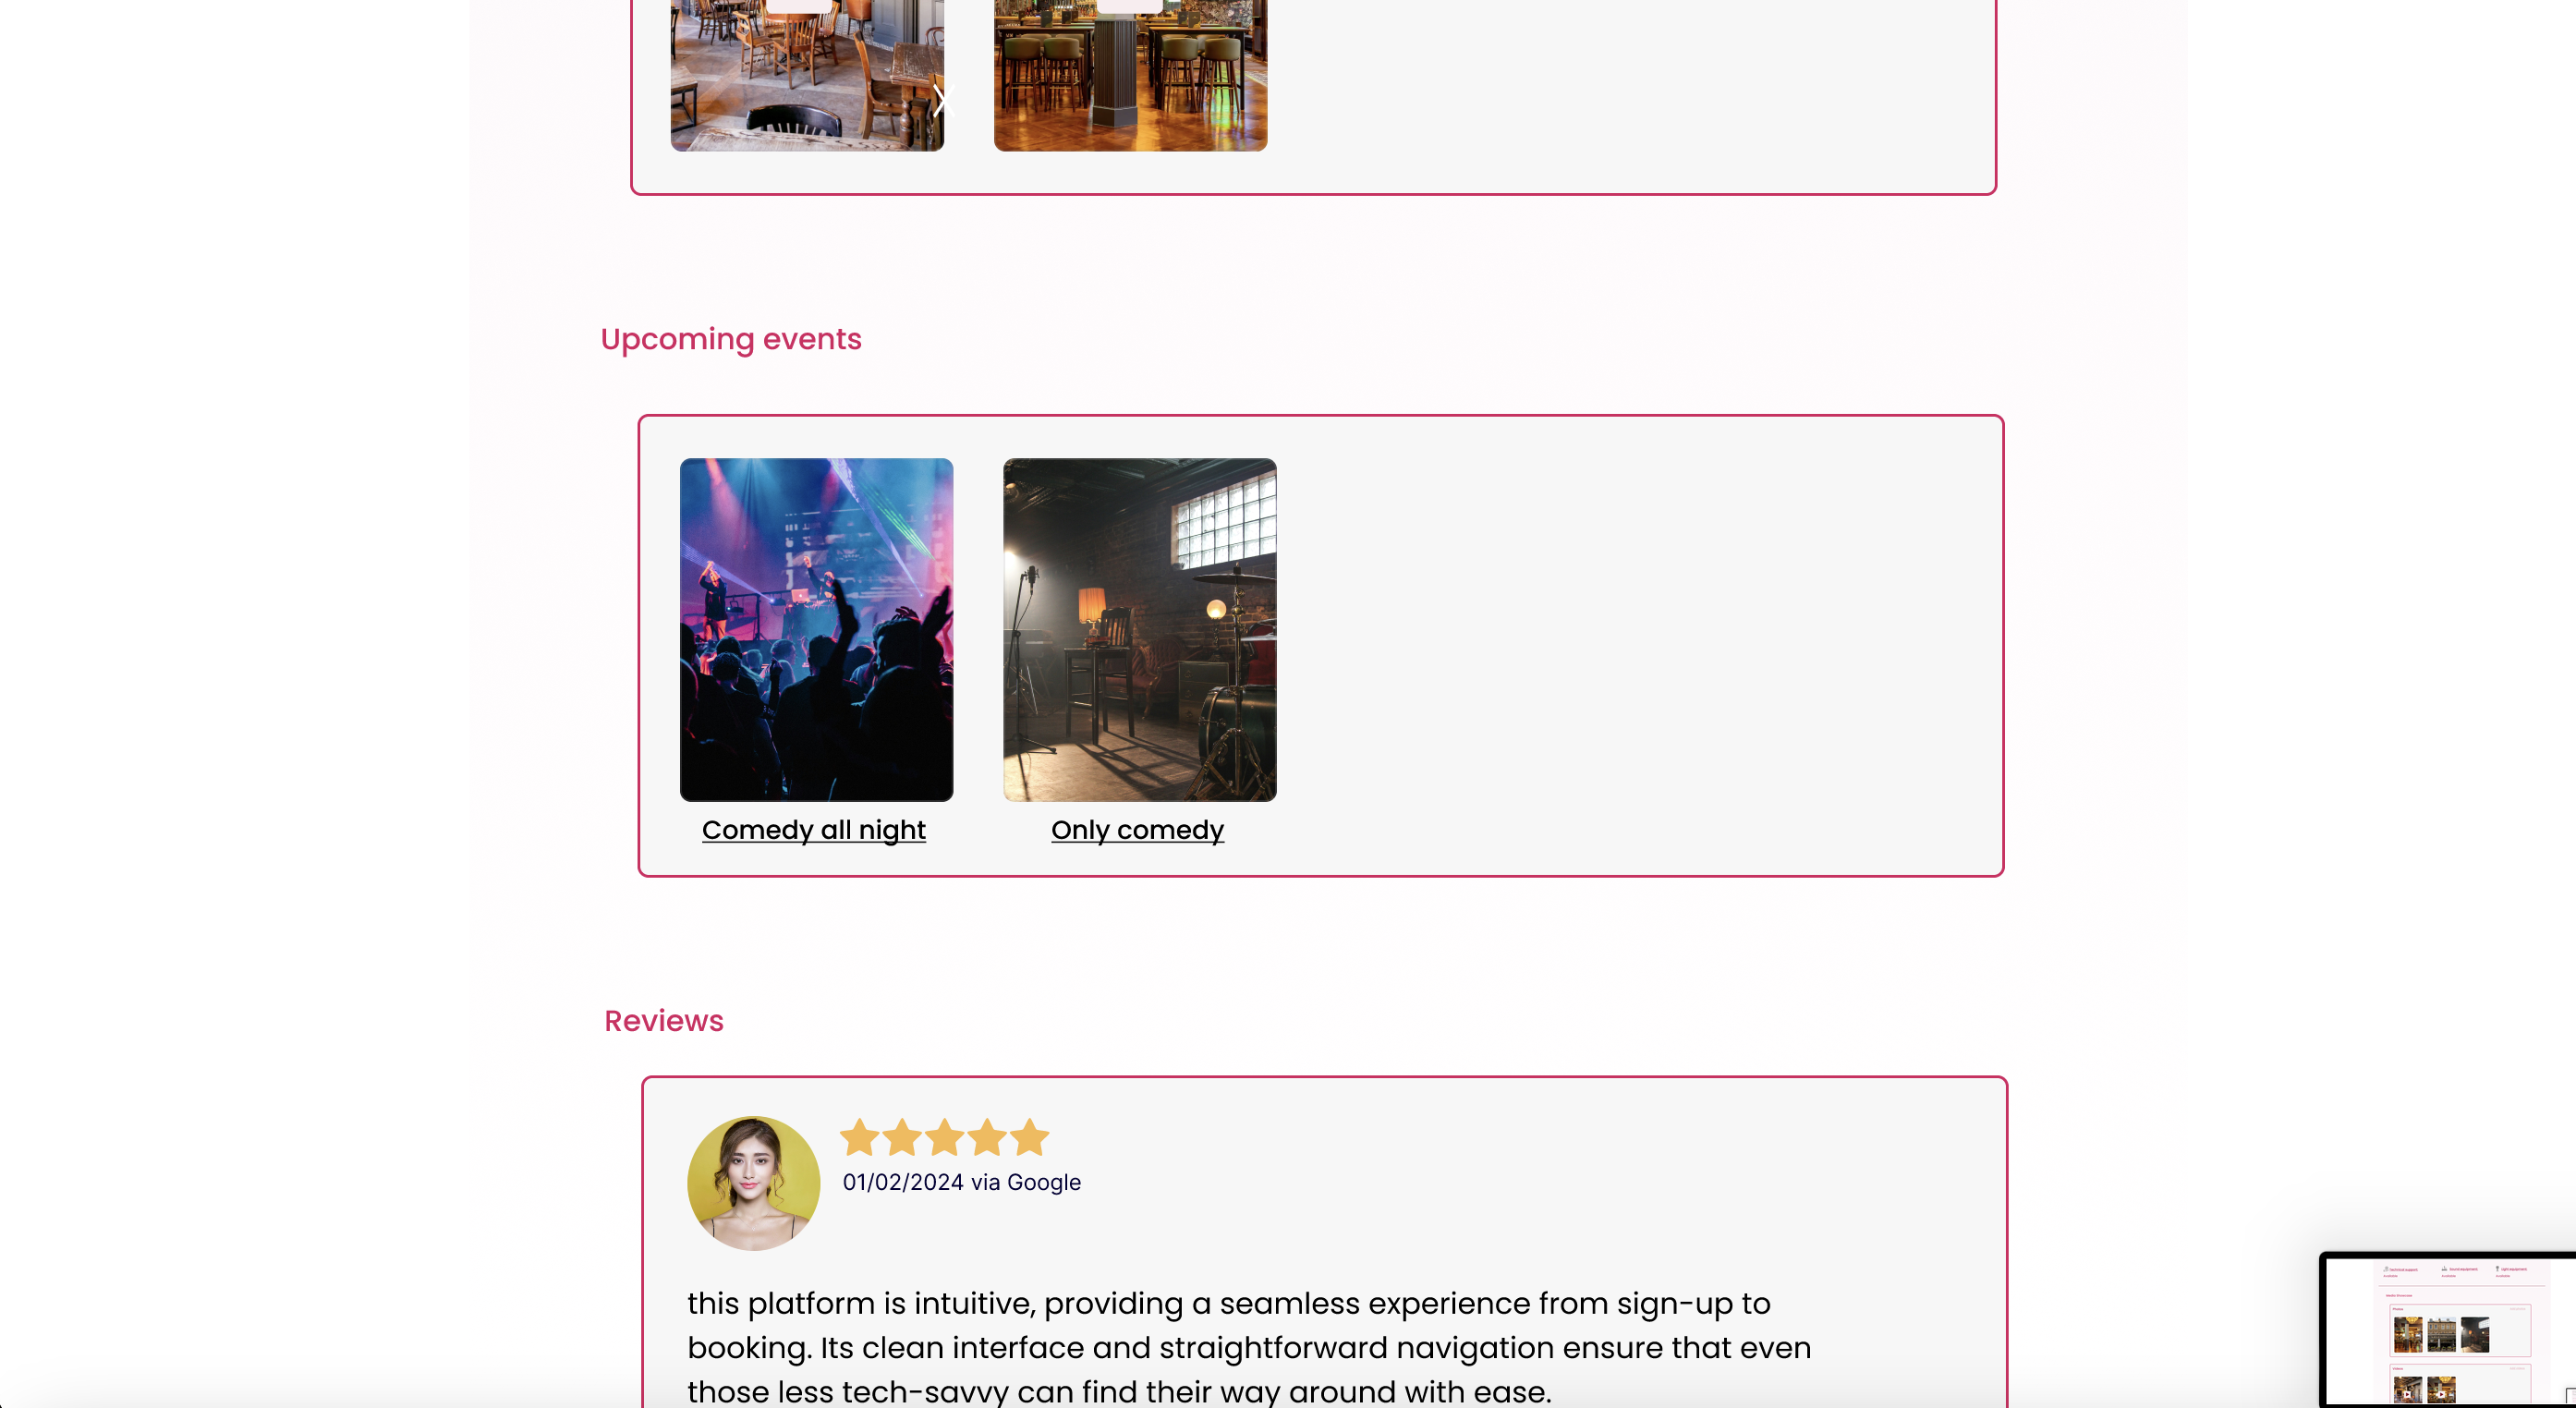 X
Upcoming events
Comedy all night
Only comedy
Reviews
01/02/2024 via Google
this platform is intuitive, providing a seamless experience from sign-up to
booking. Its clean interface and straightforward navigation ensure that even
those less tech-savvy can find their way around with ease.